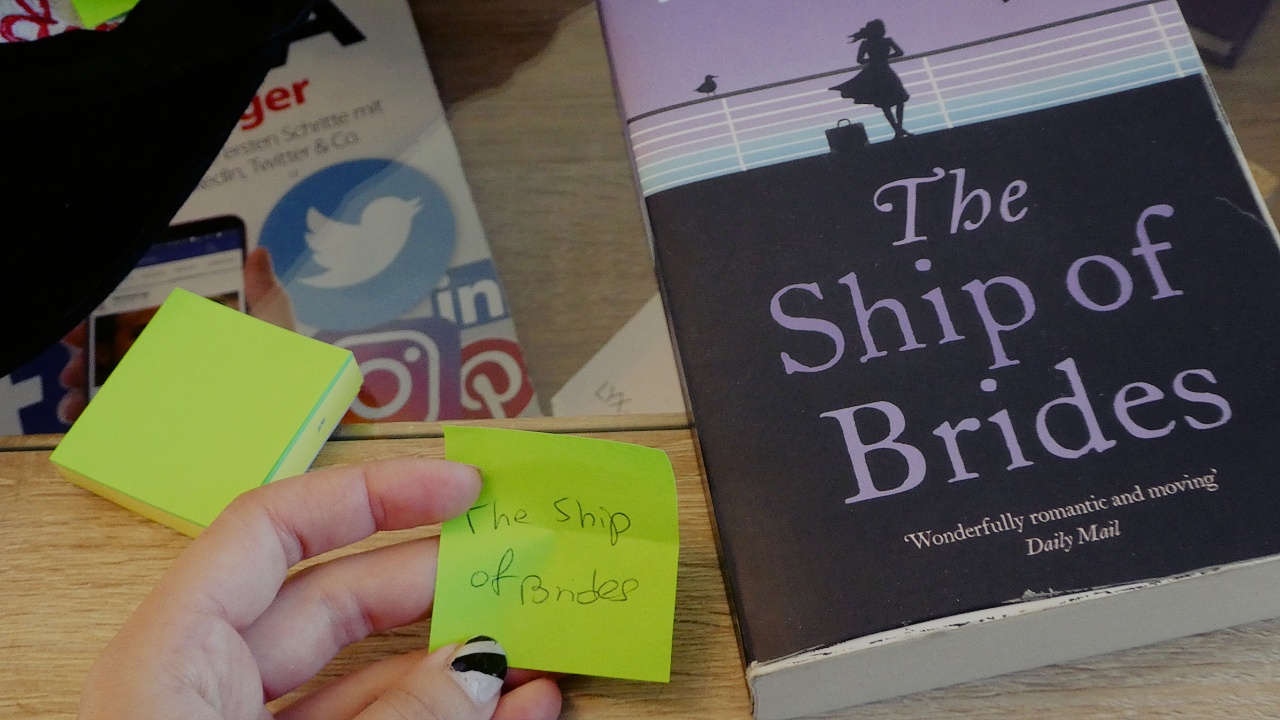 ger
ersten Schritte mit
Twitter & Co.
in
The
Ship of
Brides
'Wonderfully romantic and moving'
Daily Mail
The Ship
of Brides